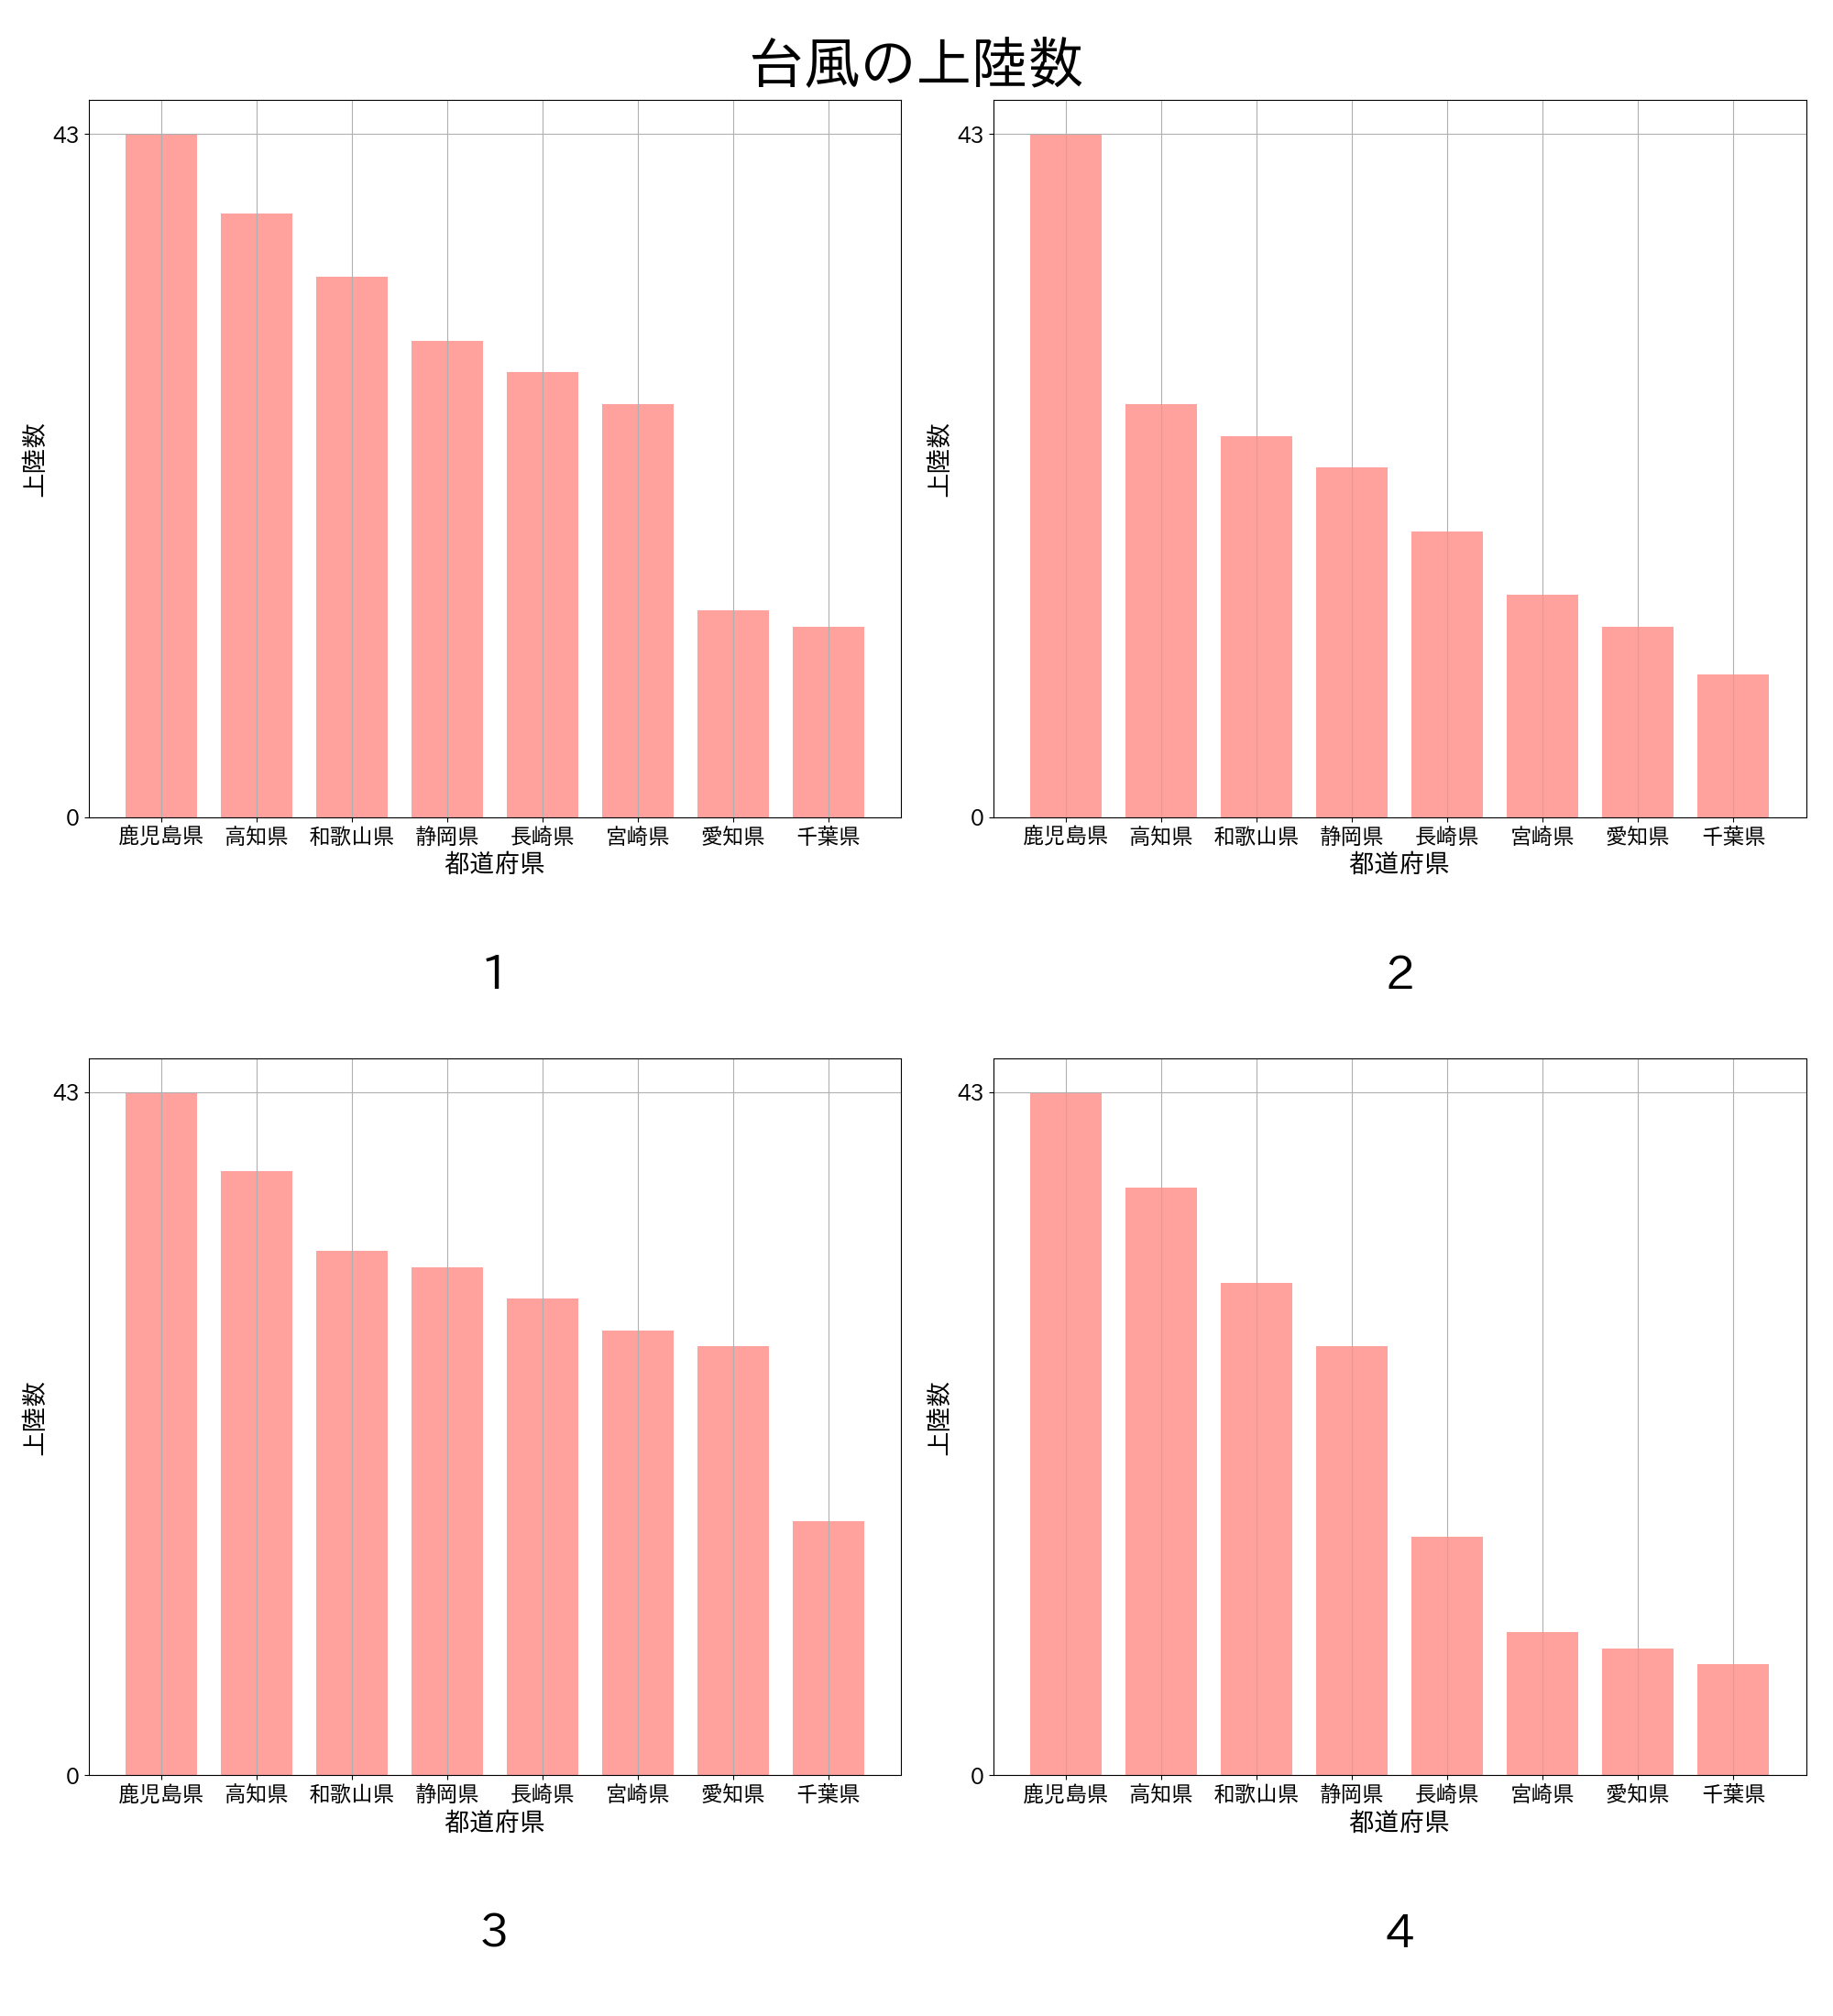 台風の上陸数
43
0
上陸数
鹿児島県 高知県 和歌山県 静岡県 長崎県 宮崎県 愛知県 千葉県
都道府県
1
43
0
上陸数
鹿児島県 高知県 和歌山県 静岡県 長崎県 宮崎県 愛知県 千葉県
都道府県
2
43
0
上陸数
鹿児島県 高知県 和歌山県 静岡県 長崎県 宮崎県 愛知県 千葉県
都道府県
3
43
0
上陸数
鹿児島県 高知県 和歌山県 静岡県 長崎県 宮崎県 愛知県 千葉県
都道府県
4